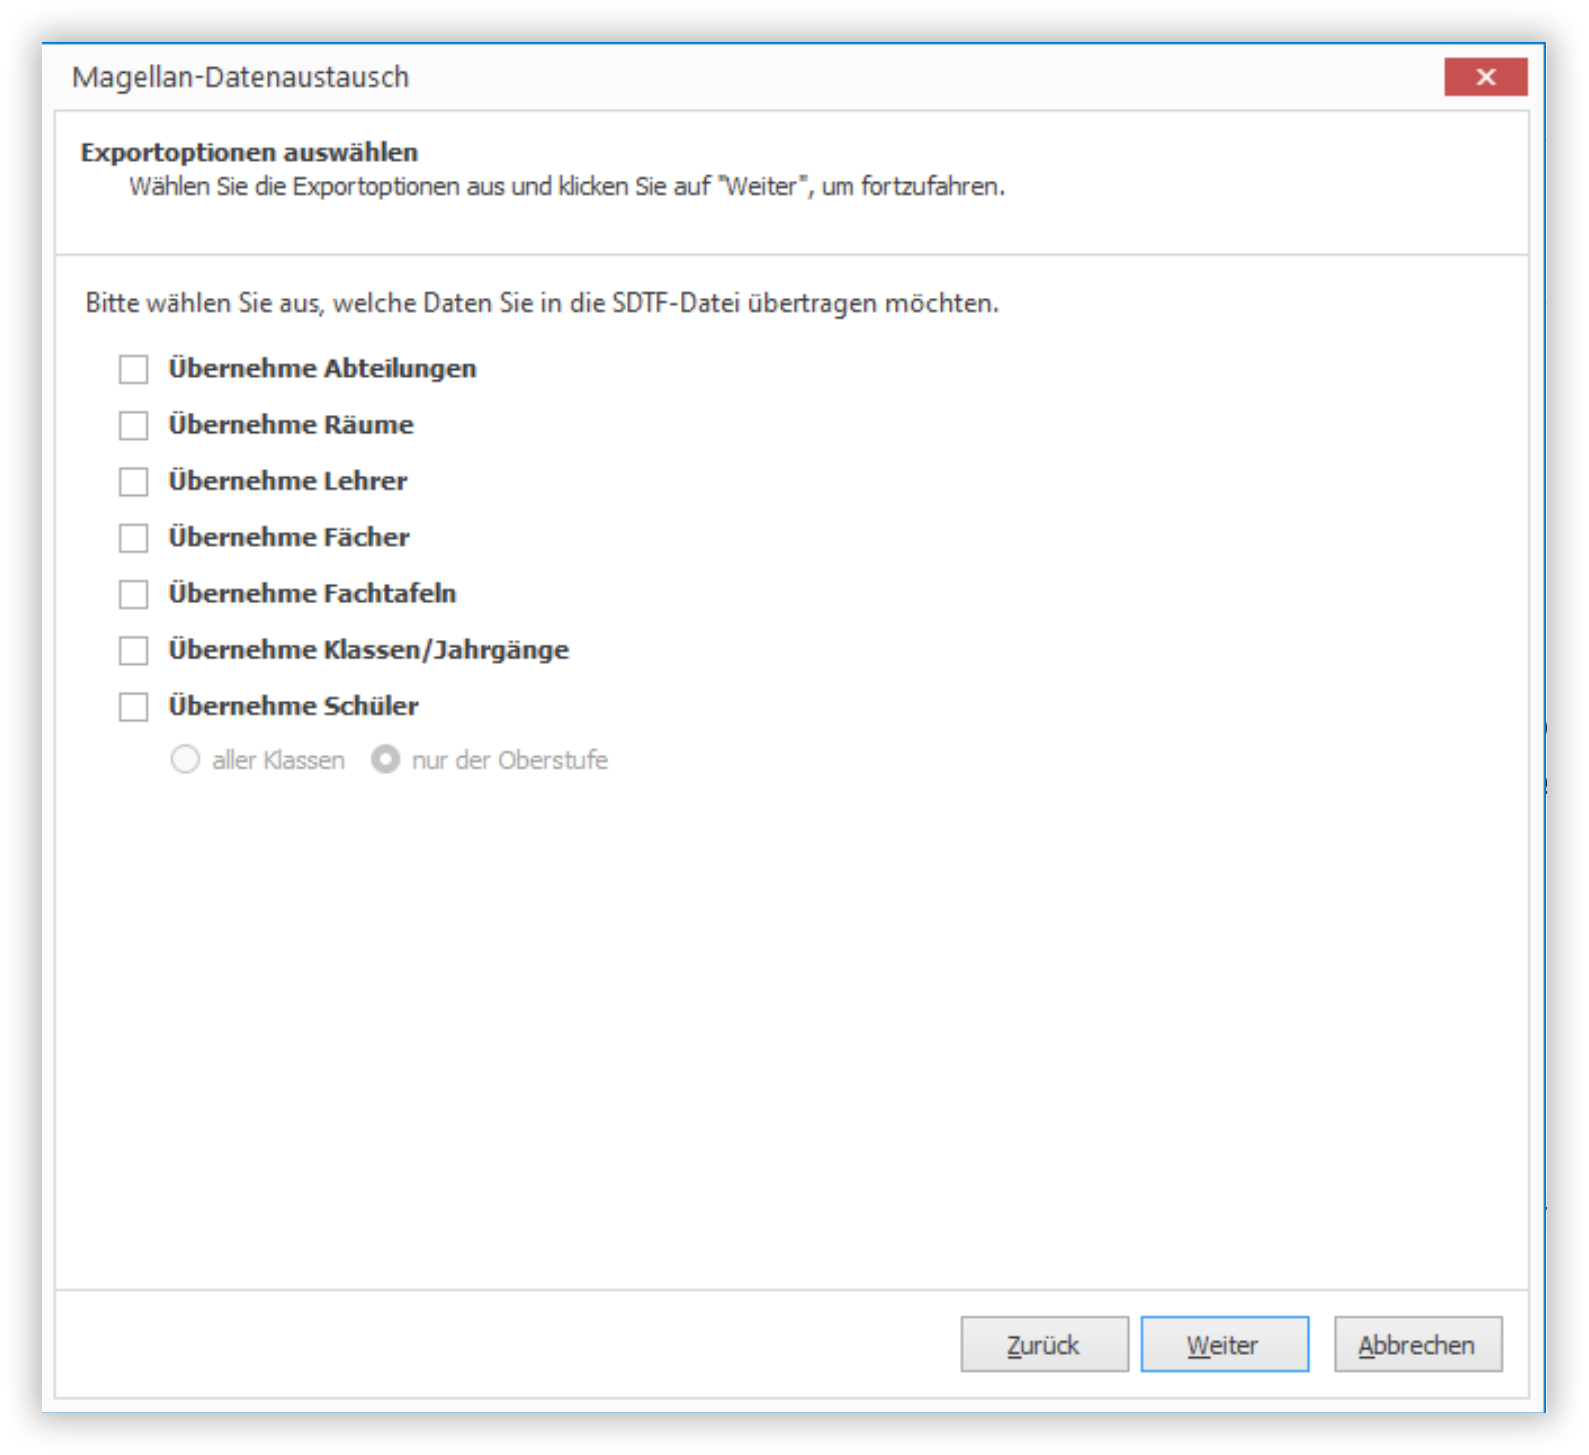 Magellan-Datenaustausch
Exportoptionen auswählen
Wählen Sie die Exportoptionen aus und klicken Sie auf "Weiter", um fortzufahren.
Bitte wählen Sie aus, welche Daten Sie in die SDTF-Datei übertragen möchten.
Übernehme Abteilungen
Übernehme Räume
Übernehme Lehrer
Übernehme Fächer
Übernehme Fachtafeln
Übernehme Klassen/Jahrgänge
Übernehme Schüler
aller Klassen nur der Oberstufe
Zurück Weiter Abbrechen